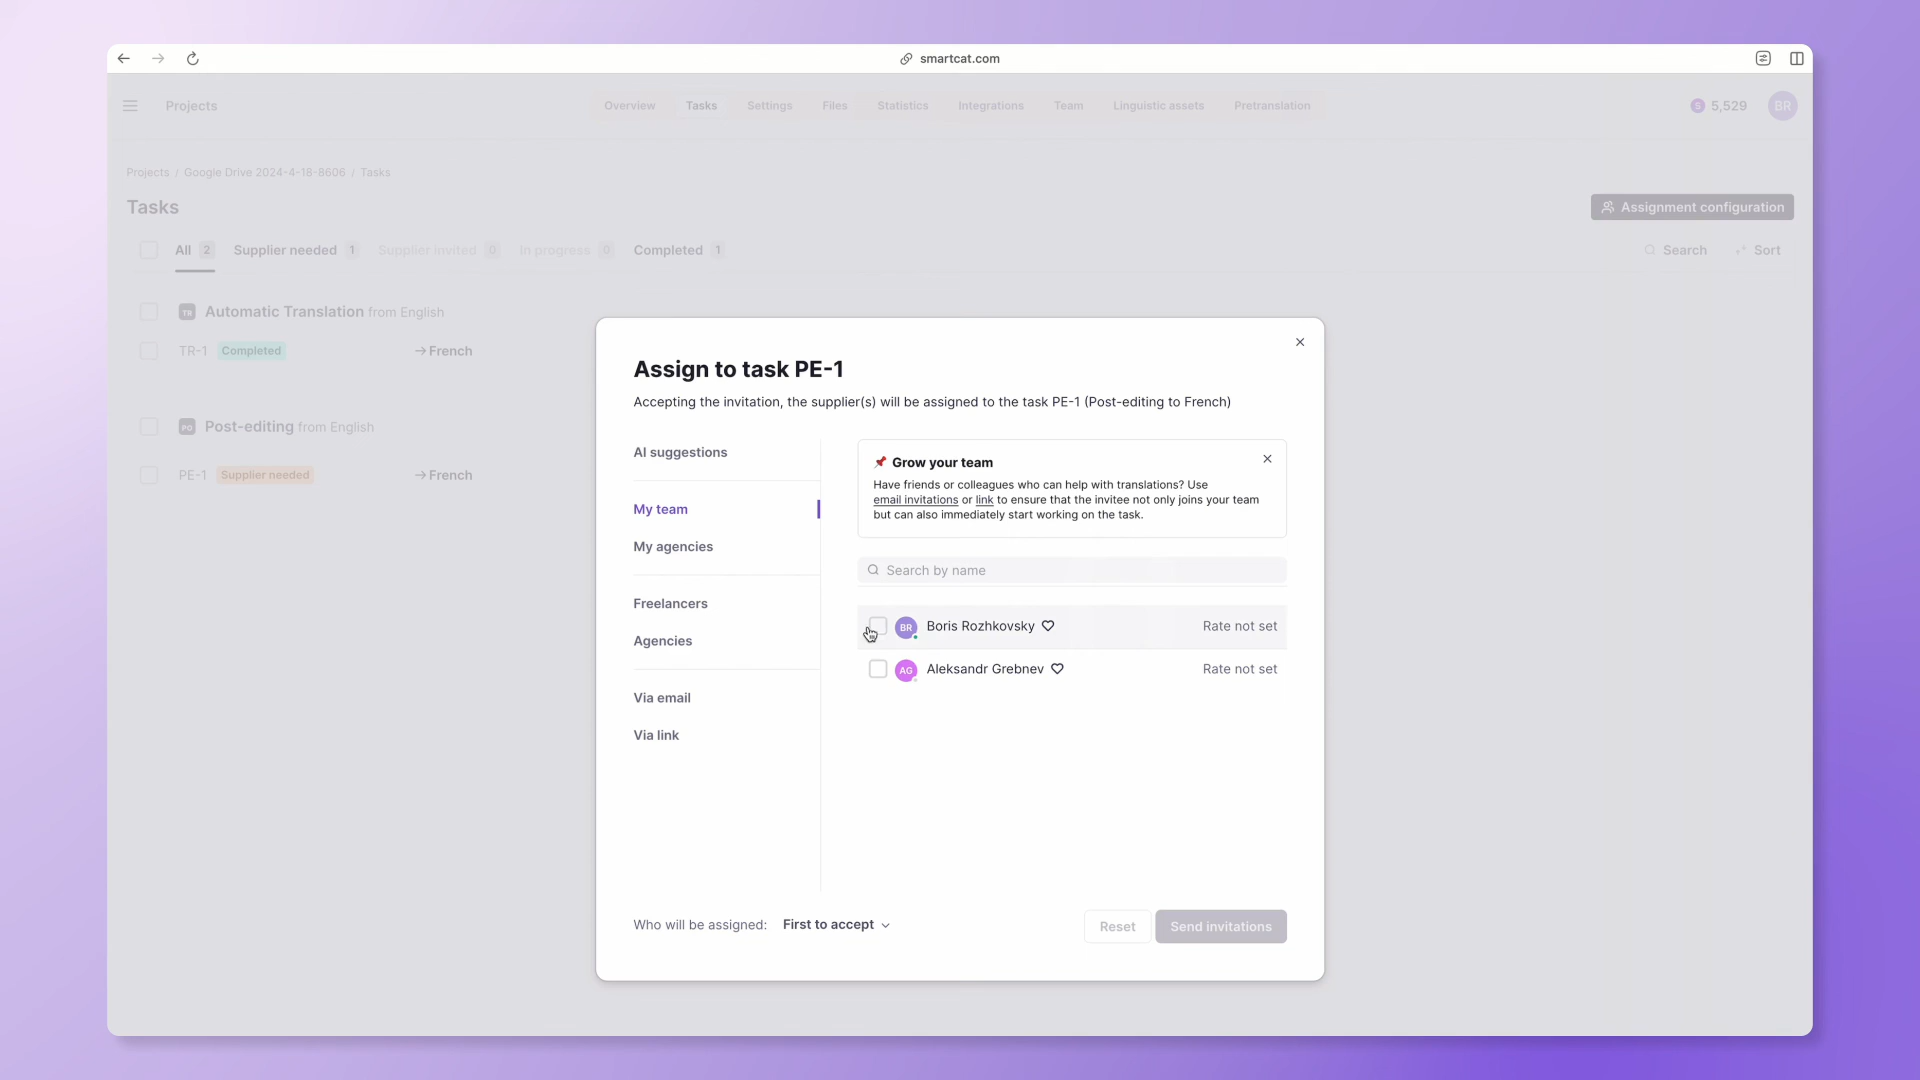 smartcat.com
Projects
Overview Tasks Settings Files Statistics Integrations Team Linguistic assets Pretranslation
5,529 BR
Projects / Google Drive 2024-4-18-8606 / Tasks
Tasks
Assignment configuration
All 2 Supplier needed 1 Supplier invited 0 In progress 0 Completed 1
Search Sort
TR Automatic Translation from English
TR-1 Completed → French
PO Post-editing from English
PE-1 Supplier needed → French
Assign to task PE-1
Accepting the invitation, the supplier(s) will be assigned to the task PE-1 (Post-editing to French)
AI suggestions
My team
My agencies
Freelancers
Agencies
Via email
Via link
Grow your team
Have friends or colleagues who can help with translations? Use
email invitations or link to ensure that the invitee not only joins your team
but can also immediately start working on the task.
Search by name
BR Boris Rozhkovsky Rate not set
AG Aleksandr Grebnev Rate not set
Who will be assigned: First to accept
Reset Send invitations